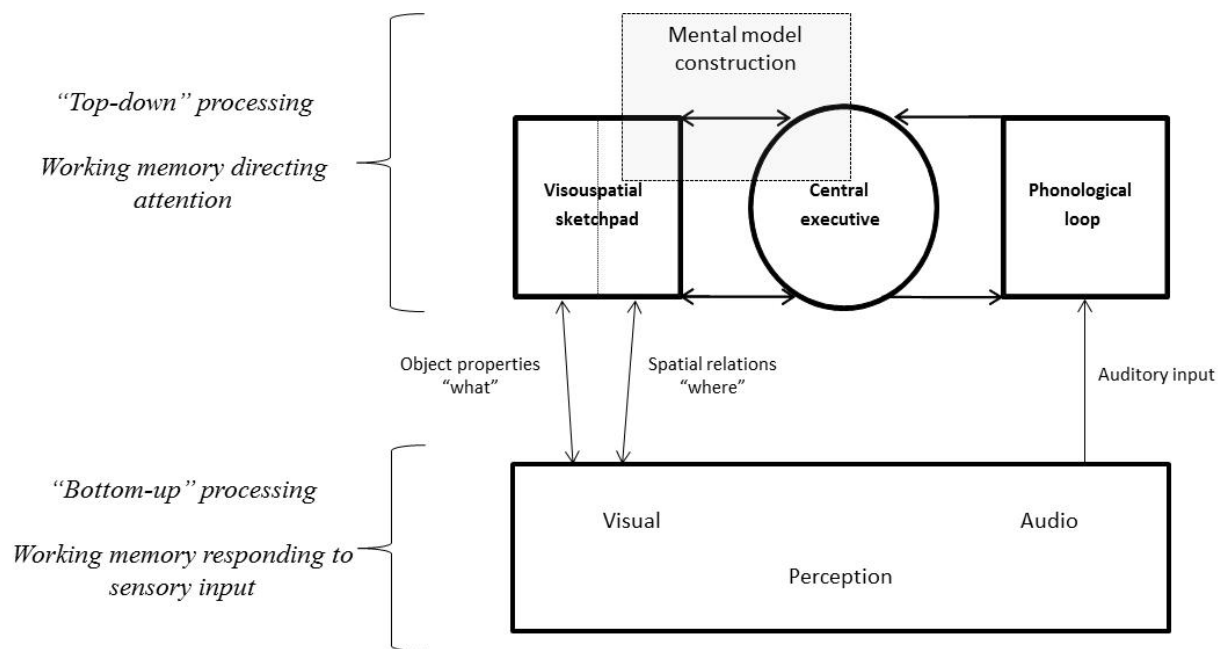 Mental model
construction
“Top-down” processing
Working memory directing
attention
Visouspatial
sketchpad
Central
executive
Phonological
loop
Object properties
“what”
Spatial relations
“where”
Auditory input
“Bottom-up” processing
Working memory responding to
sensory input
Visual
Audio
Perception